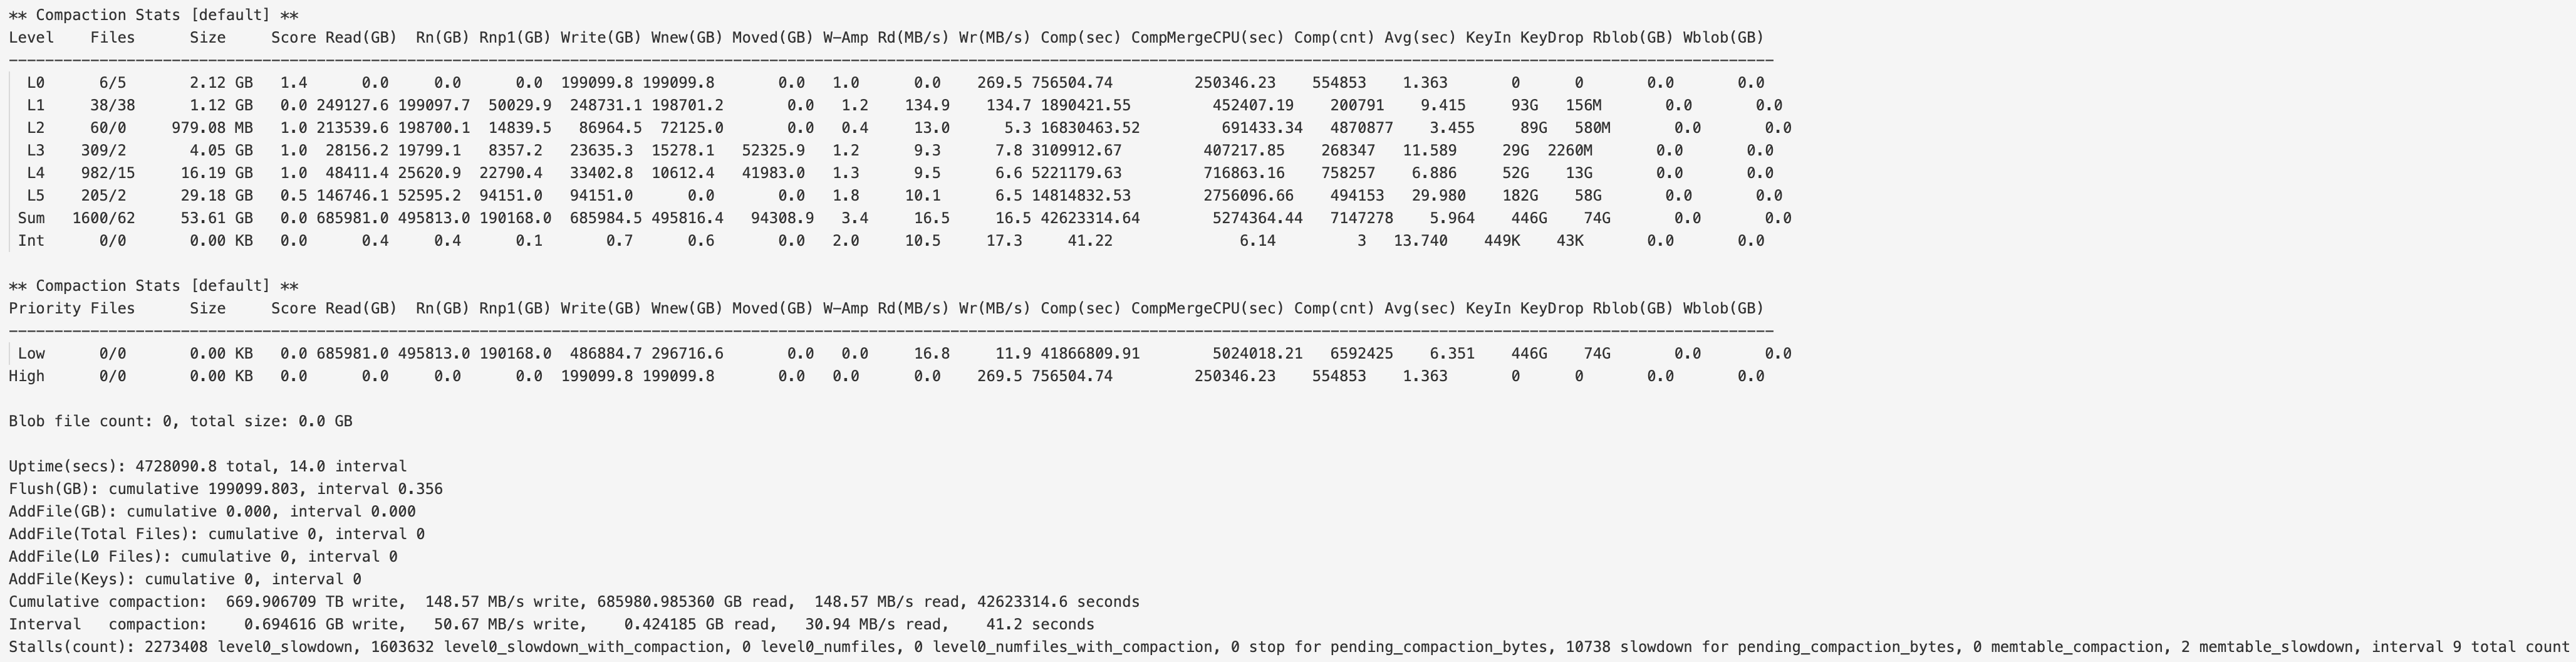 ** Compaction Stats [default] **
Level    Files      Size     Score Read(GB)  Rn(GB) Rnp1(GB) Write(GB) Wnew(GB) Moved(GB) W-Amp Rd(MB/s) Wr(MB/s) Comp(sec) CompMergeCPU(sec) Comp(cnt) Avg(sec) KeyIn KeyDrop Rblob(GB) Wblob(GB)
----------------------------------------------------------------------------------------------------------------------------------------------------------------------------------------------------
  L0      6/5      2.12 GB   1.4      0.0     0.0      0.0    199099.8 199099.8       0.0   1.0      0.0    269.5 756504.74         250346.23    554853    1.363       0      0       0.0       0.0
  L1     38/38     1.12 GB   0.0 249127.6 199097.7  50029.9  248731.1 198701.2       0.0   1.2    134.9    134.7 1890421.55         452407.19    200791    9.415     93G   156M       0.0       0.0
  L2     60/0    979.08 MB   1.0 213539.6 198700.1  14839.5   86964.5  72125.0       0.0   0.4     13.0      5.3 16830463.52         691433.34   4870877    3.455     89G   580M       0.0       0.0
  L3    309/2      4.05 GB   1.0  28156.2  19799.1   8357.2   23635.3  15278.1   52325.9   1.2      9.3      7.8 3109912.67         407217.85    268347   11.589     29G  2260M       0.0       0.0
  L4    982/15    16.19 GB   1.0  48411.4  25620.9  22790.4   33402.8  10612.4   41983.0   1.3      9.5      6.6 5221179.63         716863.16    758257    6.886     52G    13G       0.0       0.0
  L5    205/2     29.18 GB   0.5 146746.1  52595.2  94151.0   94151.0      0.0       0.0   1.8     10.1      6.5 14814832.53        2756096.66    494153   29.980    182G    58G       0.0       0.0
 Sum   1600/62    53.61 GB   0.0 685981.0 495813.0 190168.0  685984.5 495816.4   94308.9   3.4     16.5     16.5 42623314.64        5274364.44   7147278    5.964    446G    74G       0.0       0.0
 Int      0/0      0.00 KB   0.0      0.4      0.4      0.1       0.7      0.6       0.0   2.0     10.5     17.3     41.22              6.14         3   13.740    449K    43K       0.0       0.0
** Compaction Stats [default] **
Priority Files      Size     Score Read(GB)  Rn(GB) Rnp1(GB) Write(GB) Wnew(GB) Moved(GB) W-Amp Rd(MB/s) Wr(MB/s) Comp(sec) CompMergeCPU(sec) Comp(cnt) Avg(sec) KeyIn KeyDrop Rblob(GB) Wblob(GB)
----------------------------------------------------------------------------------------------------------------------------------------------------------------------------------------------------
 Low      0/0      0.00 KB   0.0 685981.0 495813.0 190168.0  486884.7 296716.6       0.0   0.0     16.8     11.9 41866809.91        5024018.21   6592425    6.351    446G    74G       0.0       0.0
High      0/0      0.00 KB   0.0      0.0      0.0      0.0  199099.8 199099.8       0.0   0.0      0.0    269.5 756504.74         250346.23    554853    1.363       0      0       0.0       0.0
Blob file count: 0, total size: 0.0 GB
Uptime(secs): 4728090.8 total, 14.0 interval
Flush(GB): cumulative 199099.803, interval 0.356
AddFile(GB): cumulative 0.000, interval 0.000
AddFile(Total Files): cumulative 0, interval 0
AddFile(L0 Files): cumulative 0, interval 0
AddFile(Keys): cumulative 0, interval 0
Cumulative compaction:  669.906709 TB write,  148.57 MB/s write, 685980.985360 GB read,  148.57 MB/s read, 42623314.6 seconds
Interval   compaction:    0.694616 GB write,   50.67 MB/s write,    0.424185 GB read,   30.94 MB/s read,    41.2 seconds
Stalls(count): 2273408 level0_slowdown, 1603632 level0_slowdown_with_compaction, 0 level0_numfiles, 0 level0_numfiles_with_compaction, 0 stop for pending_compaction_bytes, 10738 slowdown for pending_compaction_bytes, 0 memtable_compaction, 2 memtable_slowdown, interval 9 total count